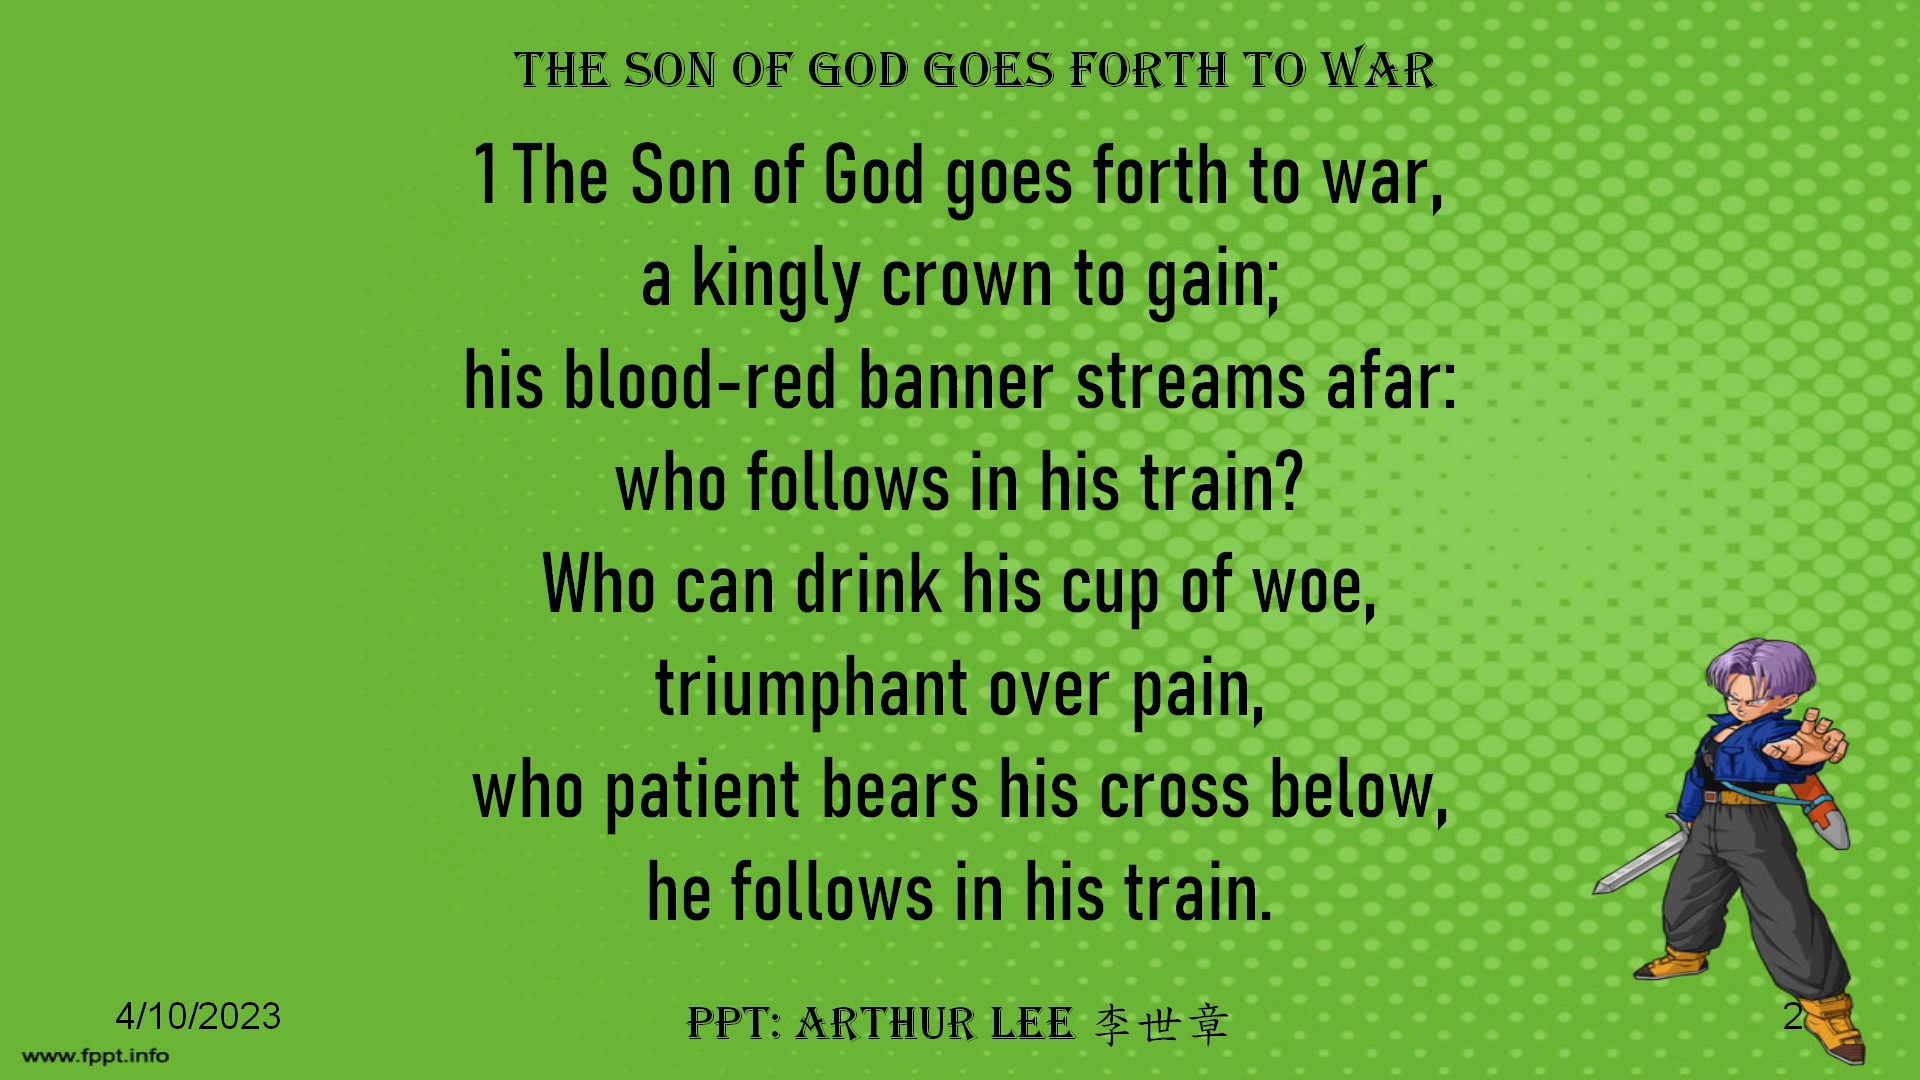 The Son of God Goes Forth to War
1 The Son of God goes forth to war,
a kingly crown to gain;
his blood-red banner streams afar:
who follows in his train?
Who can drink his cup of woe,
triumphant over pain,
who patient bears his cross below,
he follows in his train.
4/10/2023
PPT: Arthur Lee 李世章
2
www.fppt.info